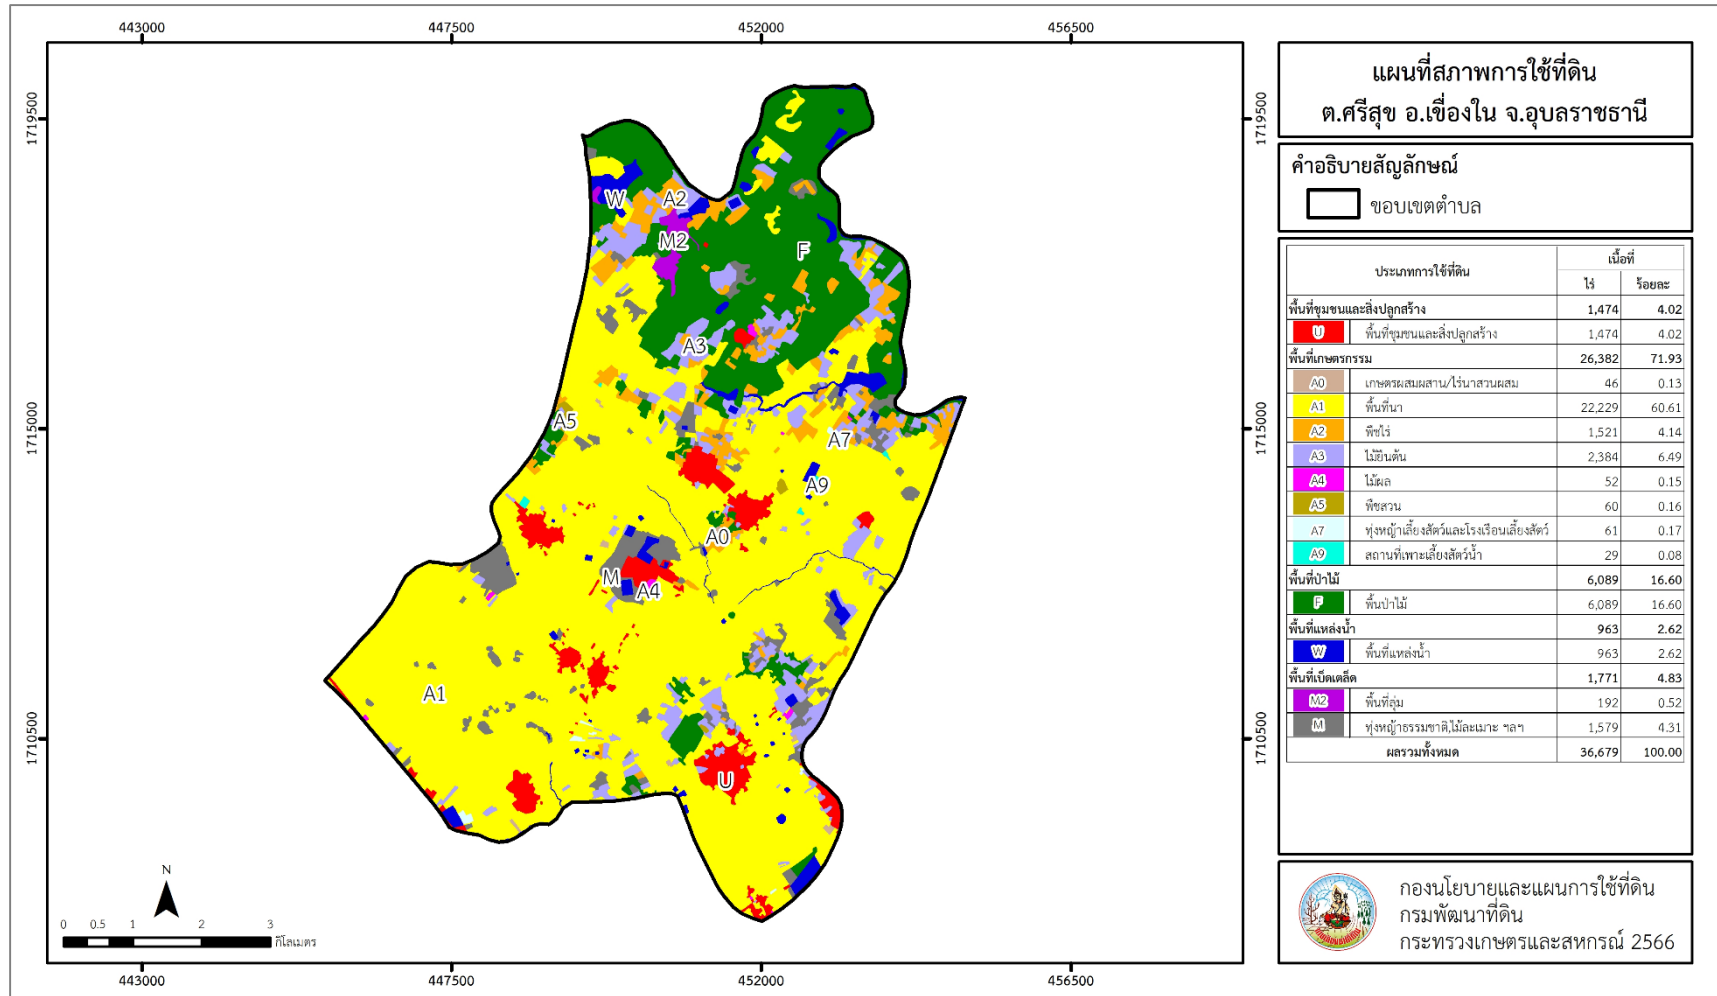 443000 447500 452000 456500
1719500 1719500
W A2
M2
F
A3
1715000 1715000
A5
A7
A9
A0
M
A4
A1
1710500 1710500
U
N
0 0.5 1 2 3
กิโลเมตร
443000 447500 452000 456500
แผนที่สภาพการใช้ที่ดิน
ต.ศรีสุข อ.เขื่องใน จ.อุบลราชธานี
คำอธิบายสัญลักษณ์
ขอบเขตตำบล
ประเภทการใช้ที่ดิน เนื้อที่
ไร่ ร้อยละ
พื้นที่ชุมชนและสิ่งปลูกสร้าง 1,474 4.02
U พื้นที่ชุมชนและสิ่งปลูกสร้าง 1,474 4.02
พื้นที่เกษตรกรรม 26,382 71.93
A0 เกษตรผสมผสาน/ไร่นาสวนผสม 46 0.13
A1 พื้นที่นา 22,229 60.61
A2 พืชไร่ 1,521 4.14
A3 ไม้ยืนต้น 2,384 6.49
A4 ไม้ผล 52 0.15
A5 พืชสวน 60 0.16
A7 ทุ่งหญ้าเลี้ยงสัตว์และโรงเรือนเลี้ยงสัตว์ 61 0.17
A9 สถานที่เพาะเลี้ยงสัตว์น้ำ 29 0.08
พื้นที่ป่าไม้ 6,089 16.60
F พื้นป่าไม้ 6,089 16.60
พื้นที่แหล่งน้ำ 963 2.62
W พื้นที่แหล่งน้ำ 963 2.62
พื้นที่เบ็ดเตล็ด 1,771 4.83
M2 พื้นที่ลุ่ม 192 0.52
M ทุ่งหญ้าธรรมชาติ,ไม้ละเมาะ ฯลฯ 1,579 4.31
ผลรวมทั้งหมด 36,679 100.00
กองนโยบายและแผนการใช้ที่ดิน
กรมพัฒนาที่ดิน
กระทรวงเกษตรและสหกรณ์ 2566